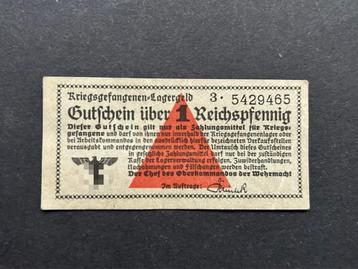 Kriegsgefangenen-Lagergeld 3· 5429465
Gutschein über 1 Reichspfennig
Dieser Gutschein gilt nur als Zahlungsmittel für Kriegs-
gefangene und darf von ihnen nur innerhalb der Kriegsgefangenenlager oder
bei Arbeitskommandos in den ausdrücklich hierfür bezeichneten Verkaufsstellen
verausgabt und entgegengenommen werden. Der Umtausch dieses Gutscheines
in gesetzliche Zahlungsmittel darf nur bei der zuständigen
Kasse der Lagerverwaltung erfolgen. Zuwiderhandlungen,
Nachahmungen und Fälschungen werden bestraft.
Der Chef des Oberkommandos der Wehrmacht
Im Auftrage: